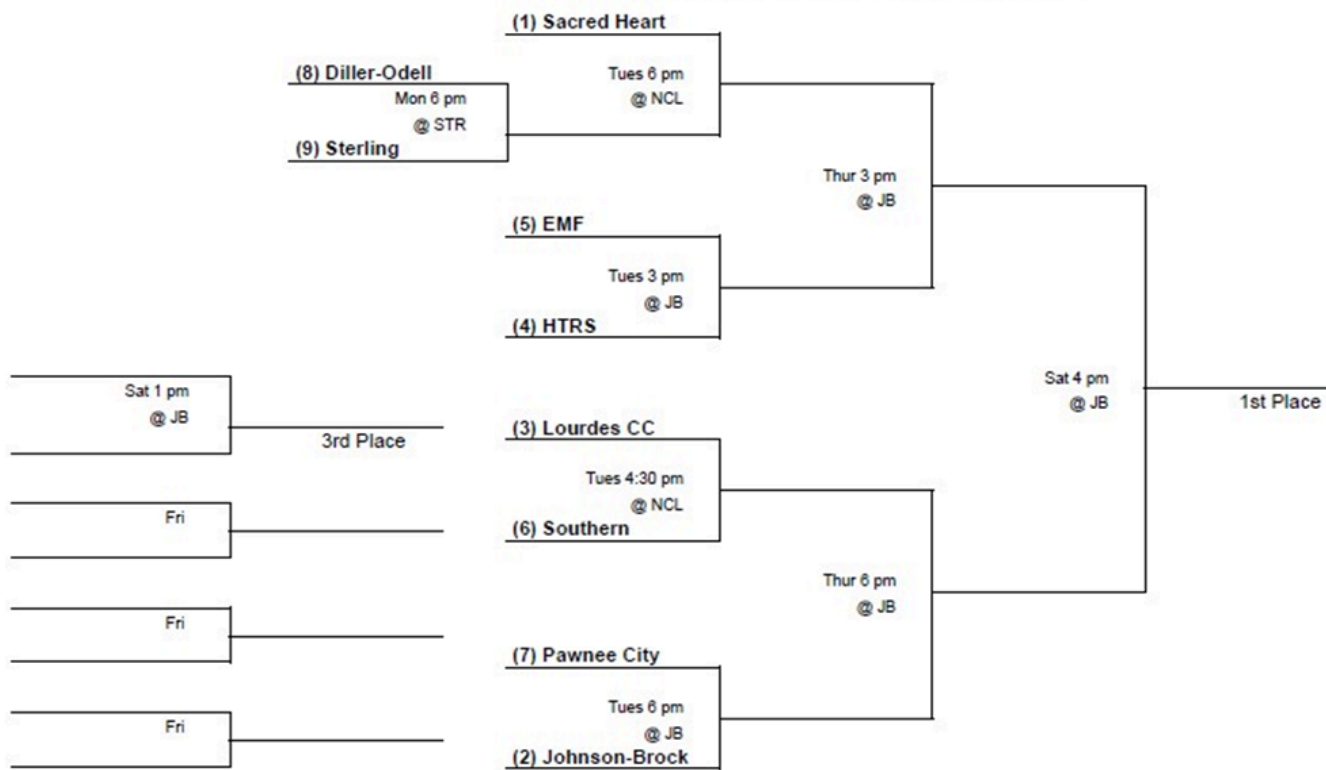 (1) Sacred Heart
Tues 6 pm
@ NCL
(8) Diller-Odell
Mon 6 pm
@ STR
(9) Sterling
Thur 3 pm
@ JB
(5) EMF
Tues 3 pm
@ JB
(4) HTRS
Sat 4 pm
@ JB
1st Place
Sat 1 pm
@ JB
3rd Place
Fri
Fri
Fri
(3) Lourdes CC
Tues 4:30 pm
@ NCL
(6) Southern
Thur 6 pm
@ JB
(7) Pawnee City
Tues 6 pm
@ JB
(2) Johnson-Brock